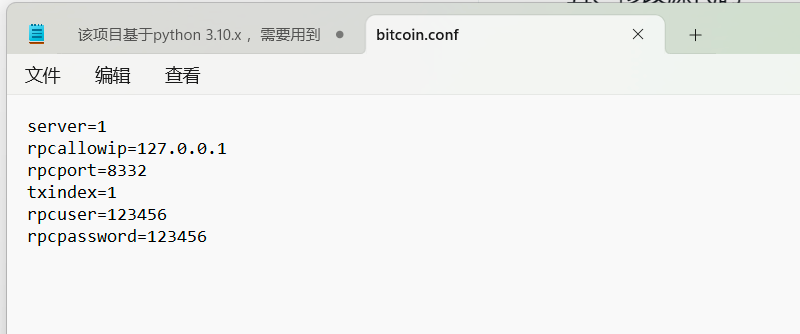 该项目基于python 3.10.x ，需要用到
bitcoin.conf
文件 编辑 查看
server=1
rpcallowip=127.0.0.1
rpcport=8332
txindex=1
rpcuser=123456
rpcpassword=123456